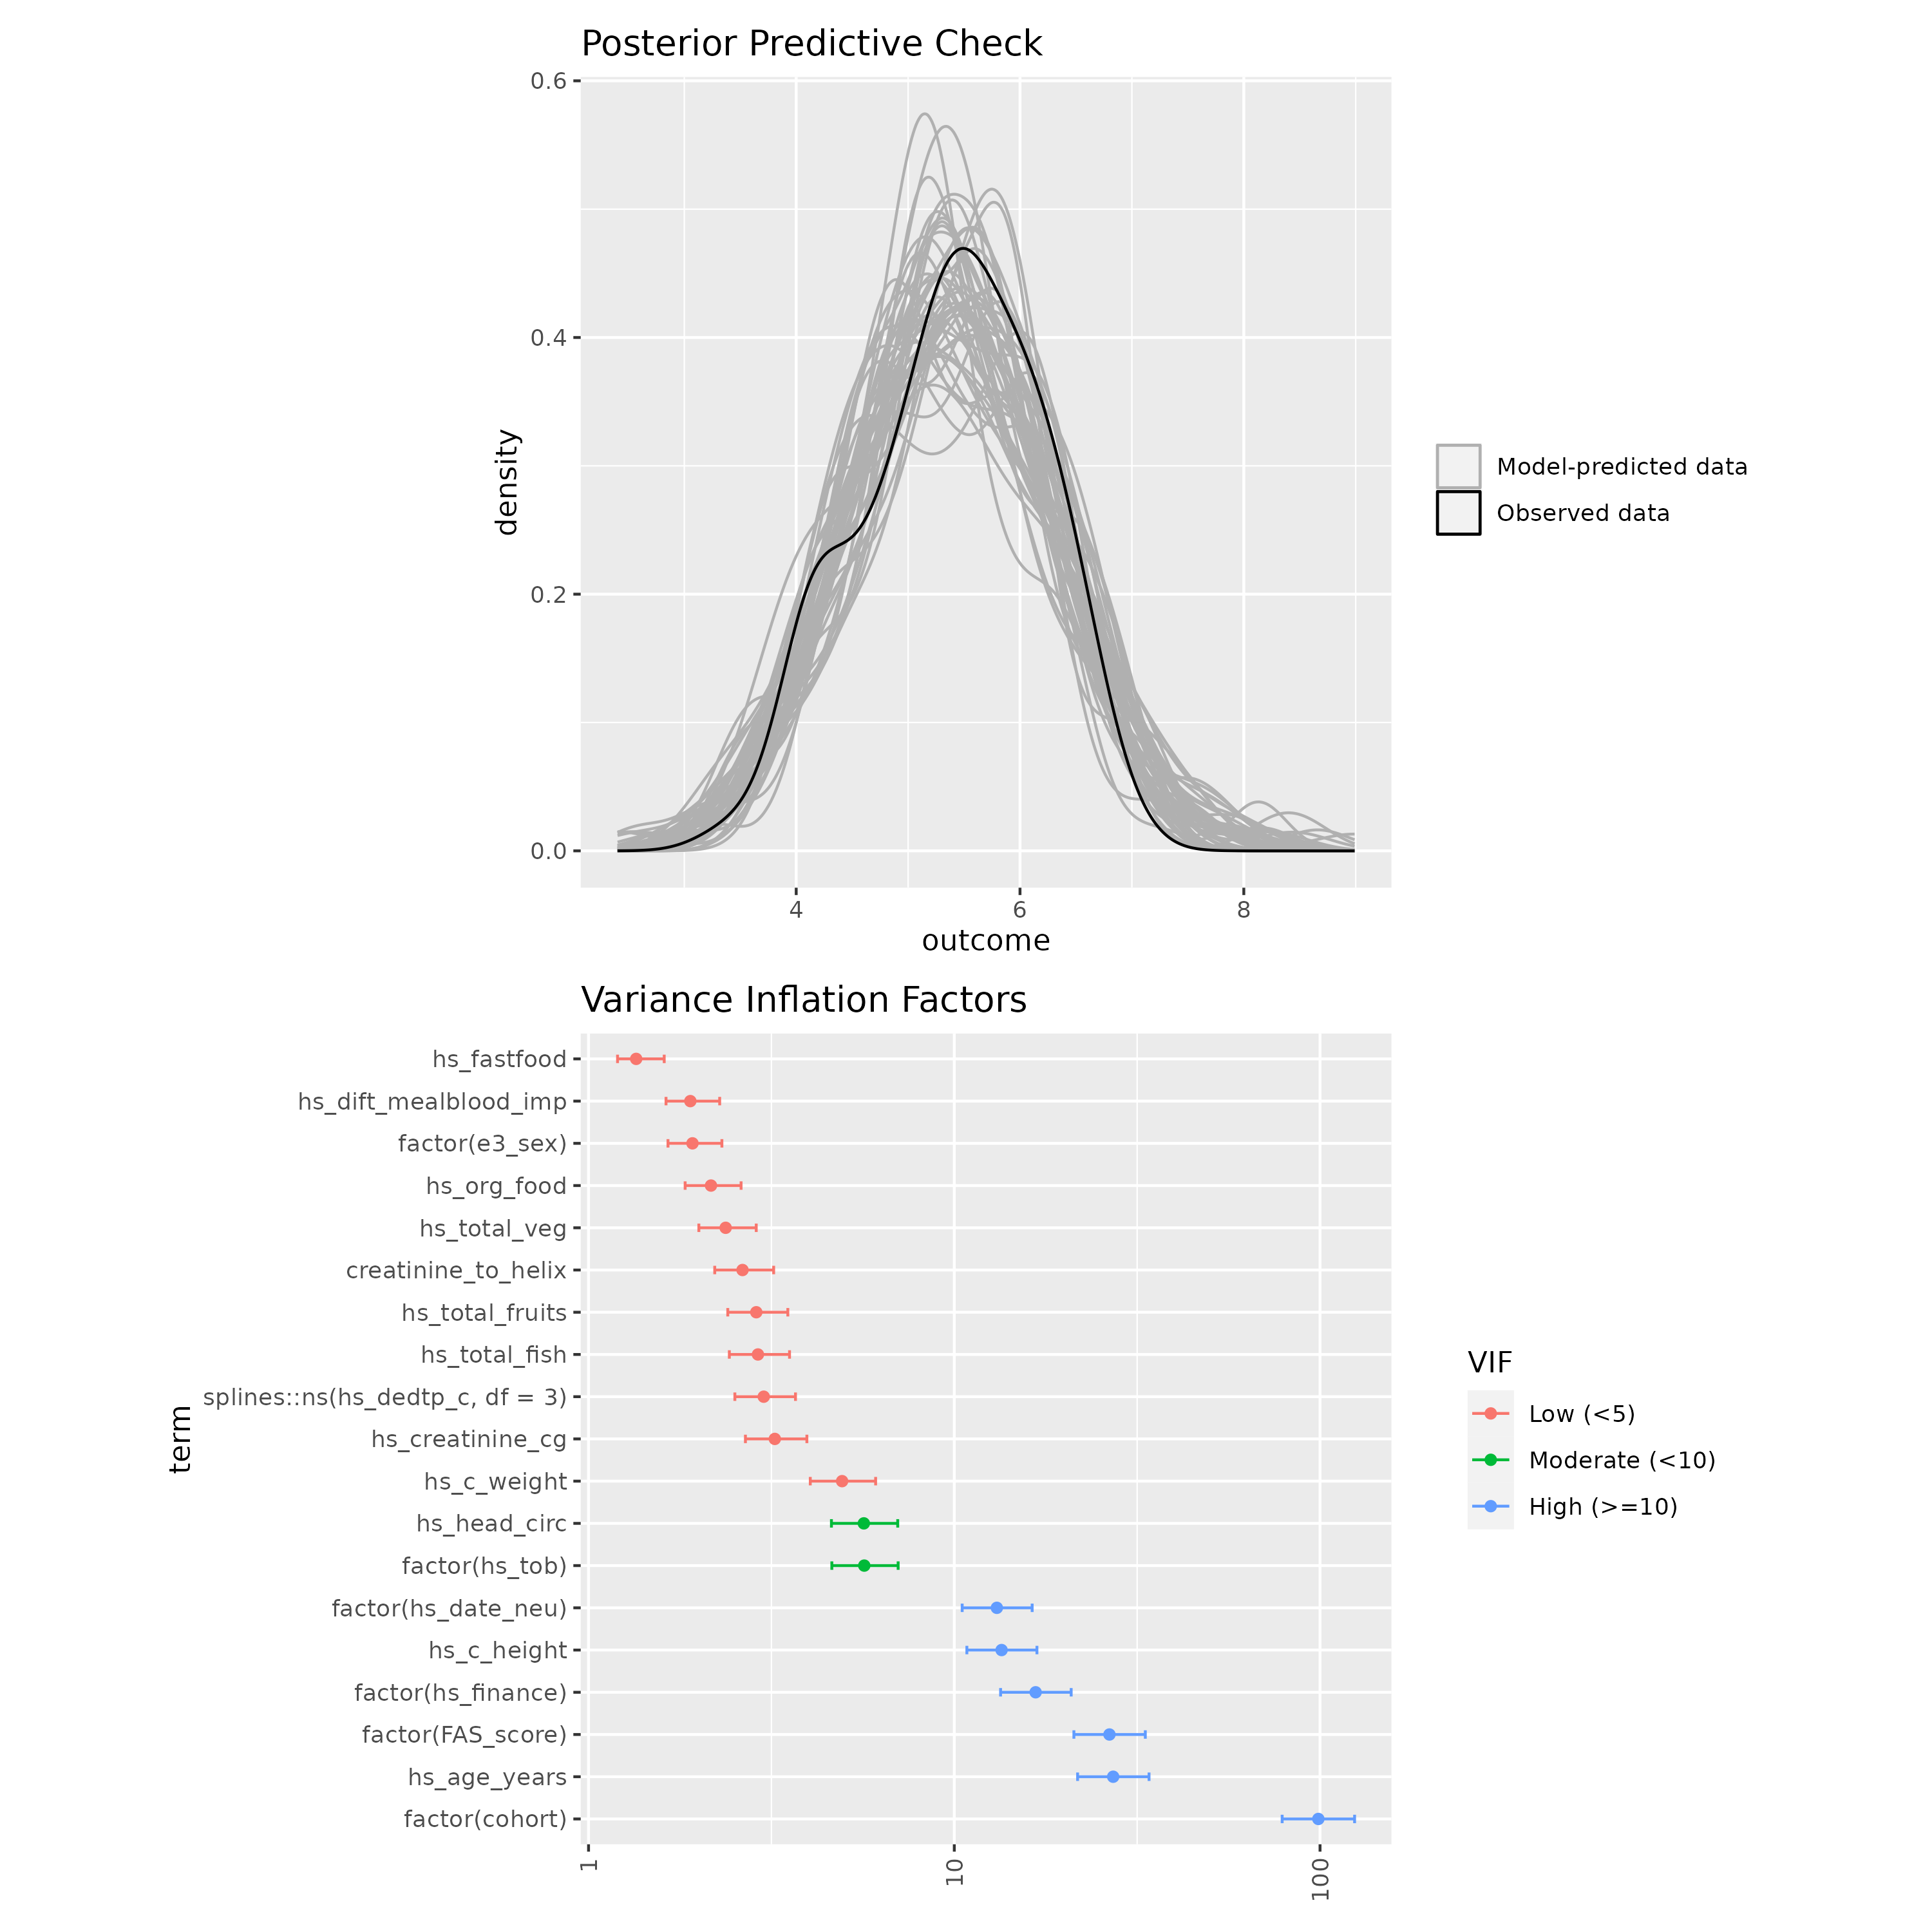 Posterior Predictive Check
0.6
0.4
0.2
0.0
density
4
6
8
outcome
Model-predicted data
Observed data
Variance Inflation Factors
hs_fastfood
hs_dift_mealblood_imp
factor(e3_sex)
hs_org_food
hs_total_veg
creatinine_to_helix
hs_total_fruits
hs_total_fish
splines::ns(hs_dedtp_c, df = 3)
hs_creatinine_cg
hs_c_weight
hs_head_circ
factor(hs_tob)
factor(hs_date_neu)
hs_c_height
factor(hs_finance)
factor(FAS_score)
hs_age_years
factor(cohort)
term
1
10
100
VIF
Low (<5)
Moderate (<10)
High (>=10)